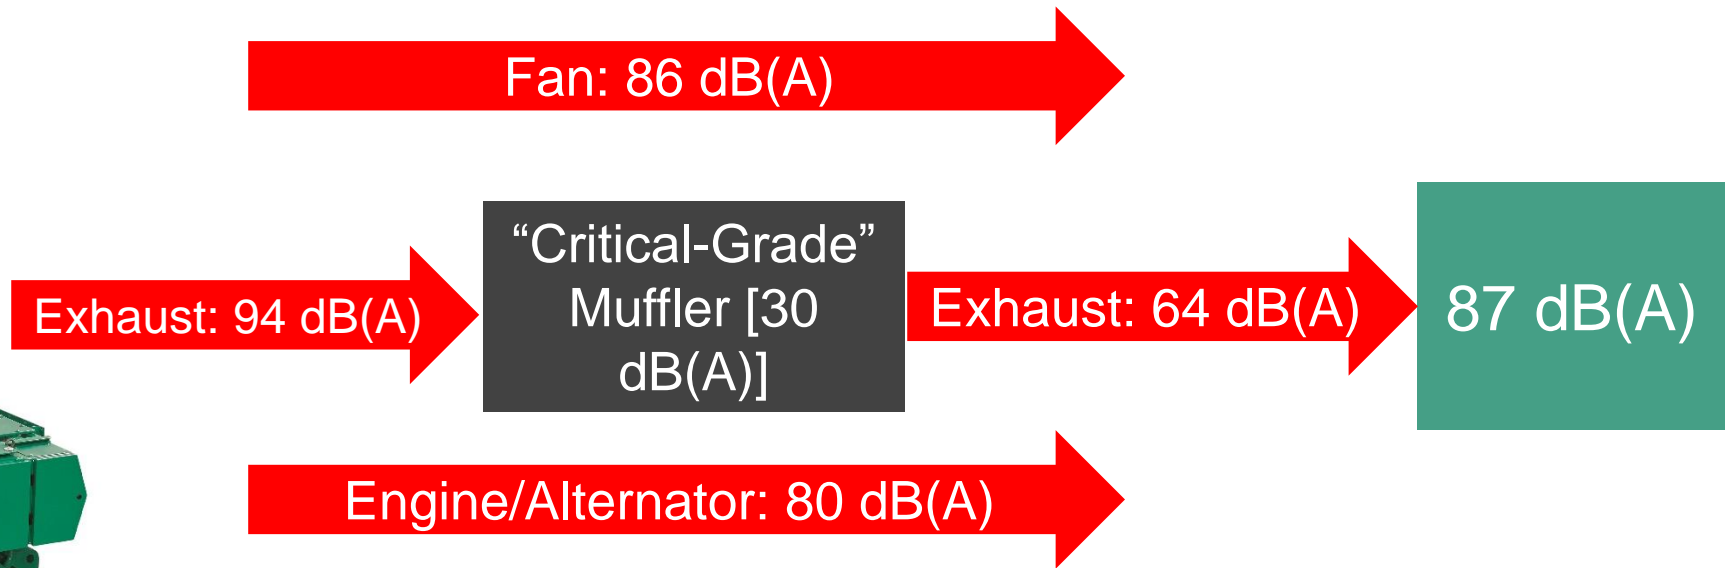 Fan: 86 dB(A)
Exhaust: 94 dB(A)
“Critical-Grade”
Muffler [30
dB(A)]
Exhaust: 64 dB(A)
87 dB(A)
Engine/Alternator: 80 dB(A)